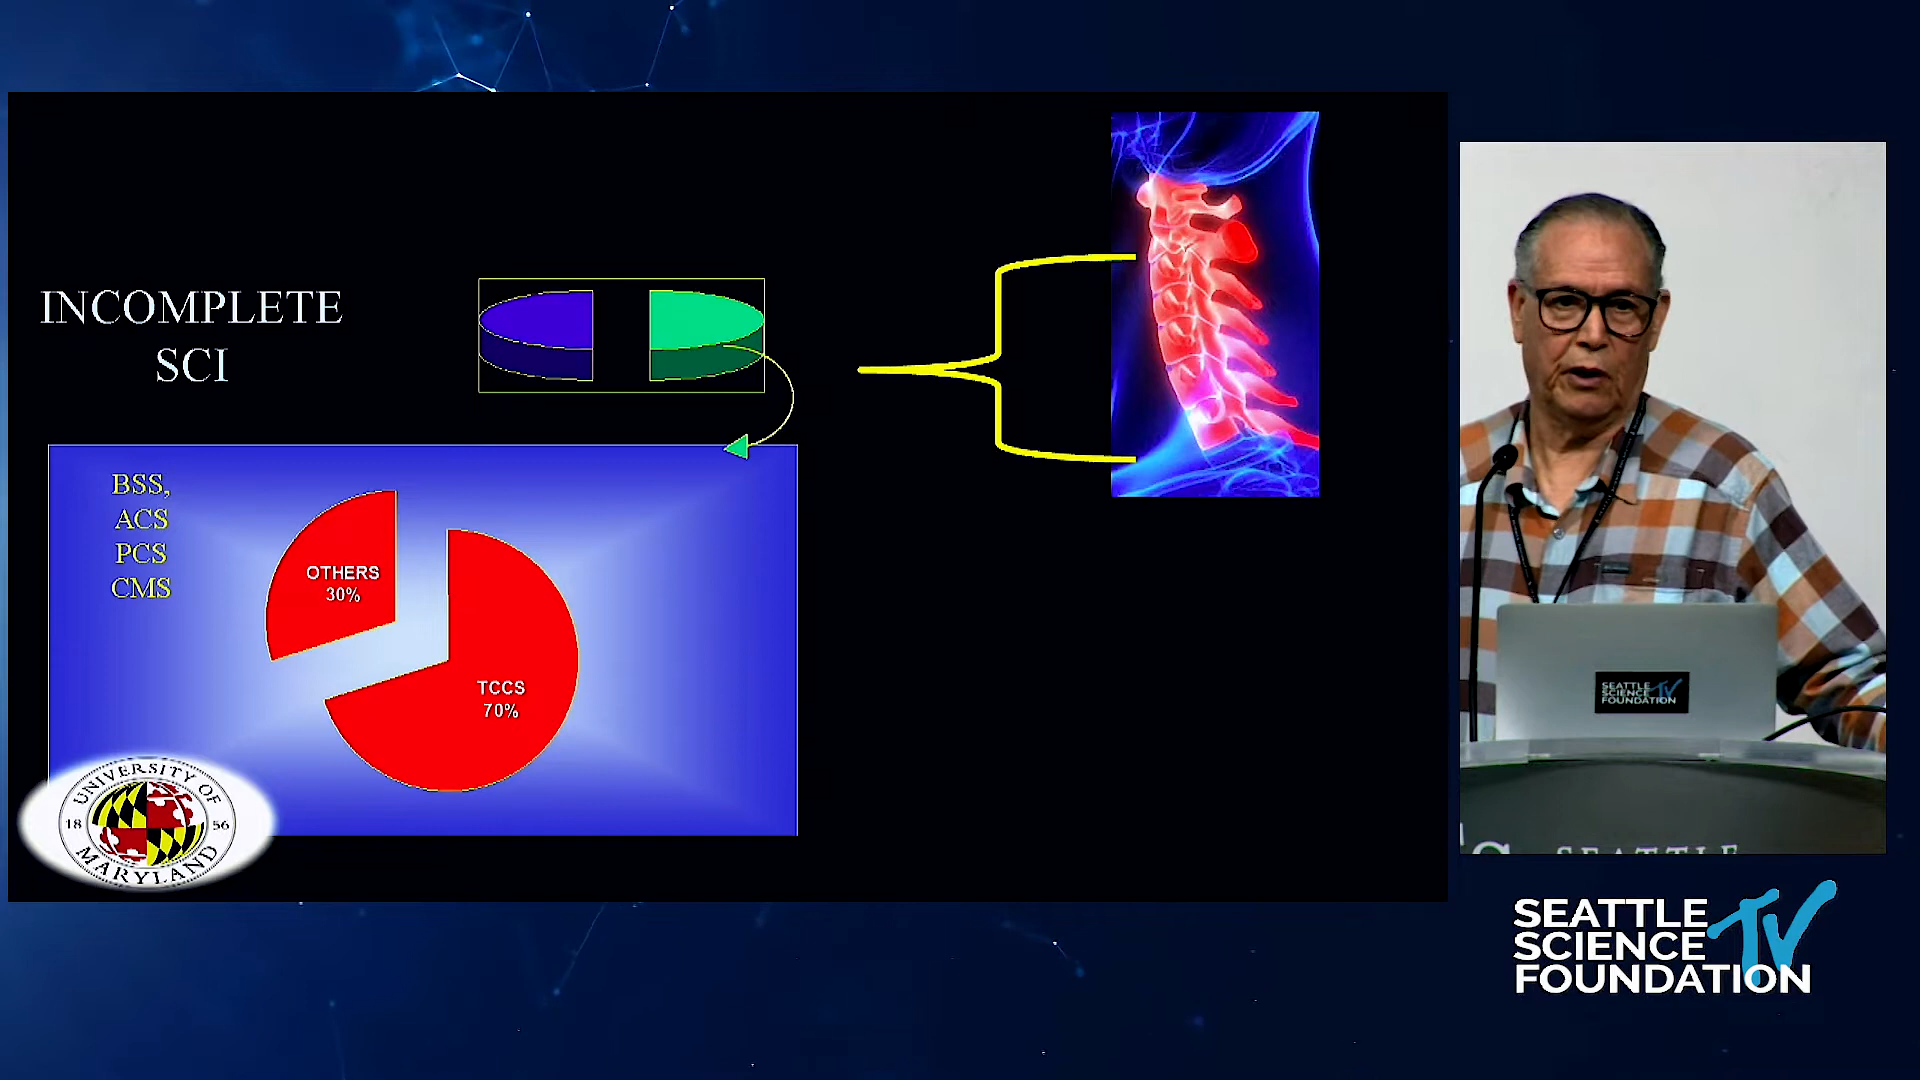 INCOMPLETE
SCI
BSS,
ACS
PCS
CMS
OTHERS
30%
TCCS
70%
UNIVERSITY OF
18 56
MARYLAND
SEATTLE
SCIENCE TV
FOUNDATION
SEATTLE
SEATTLE
SCIENCE TV
FOUNDATION